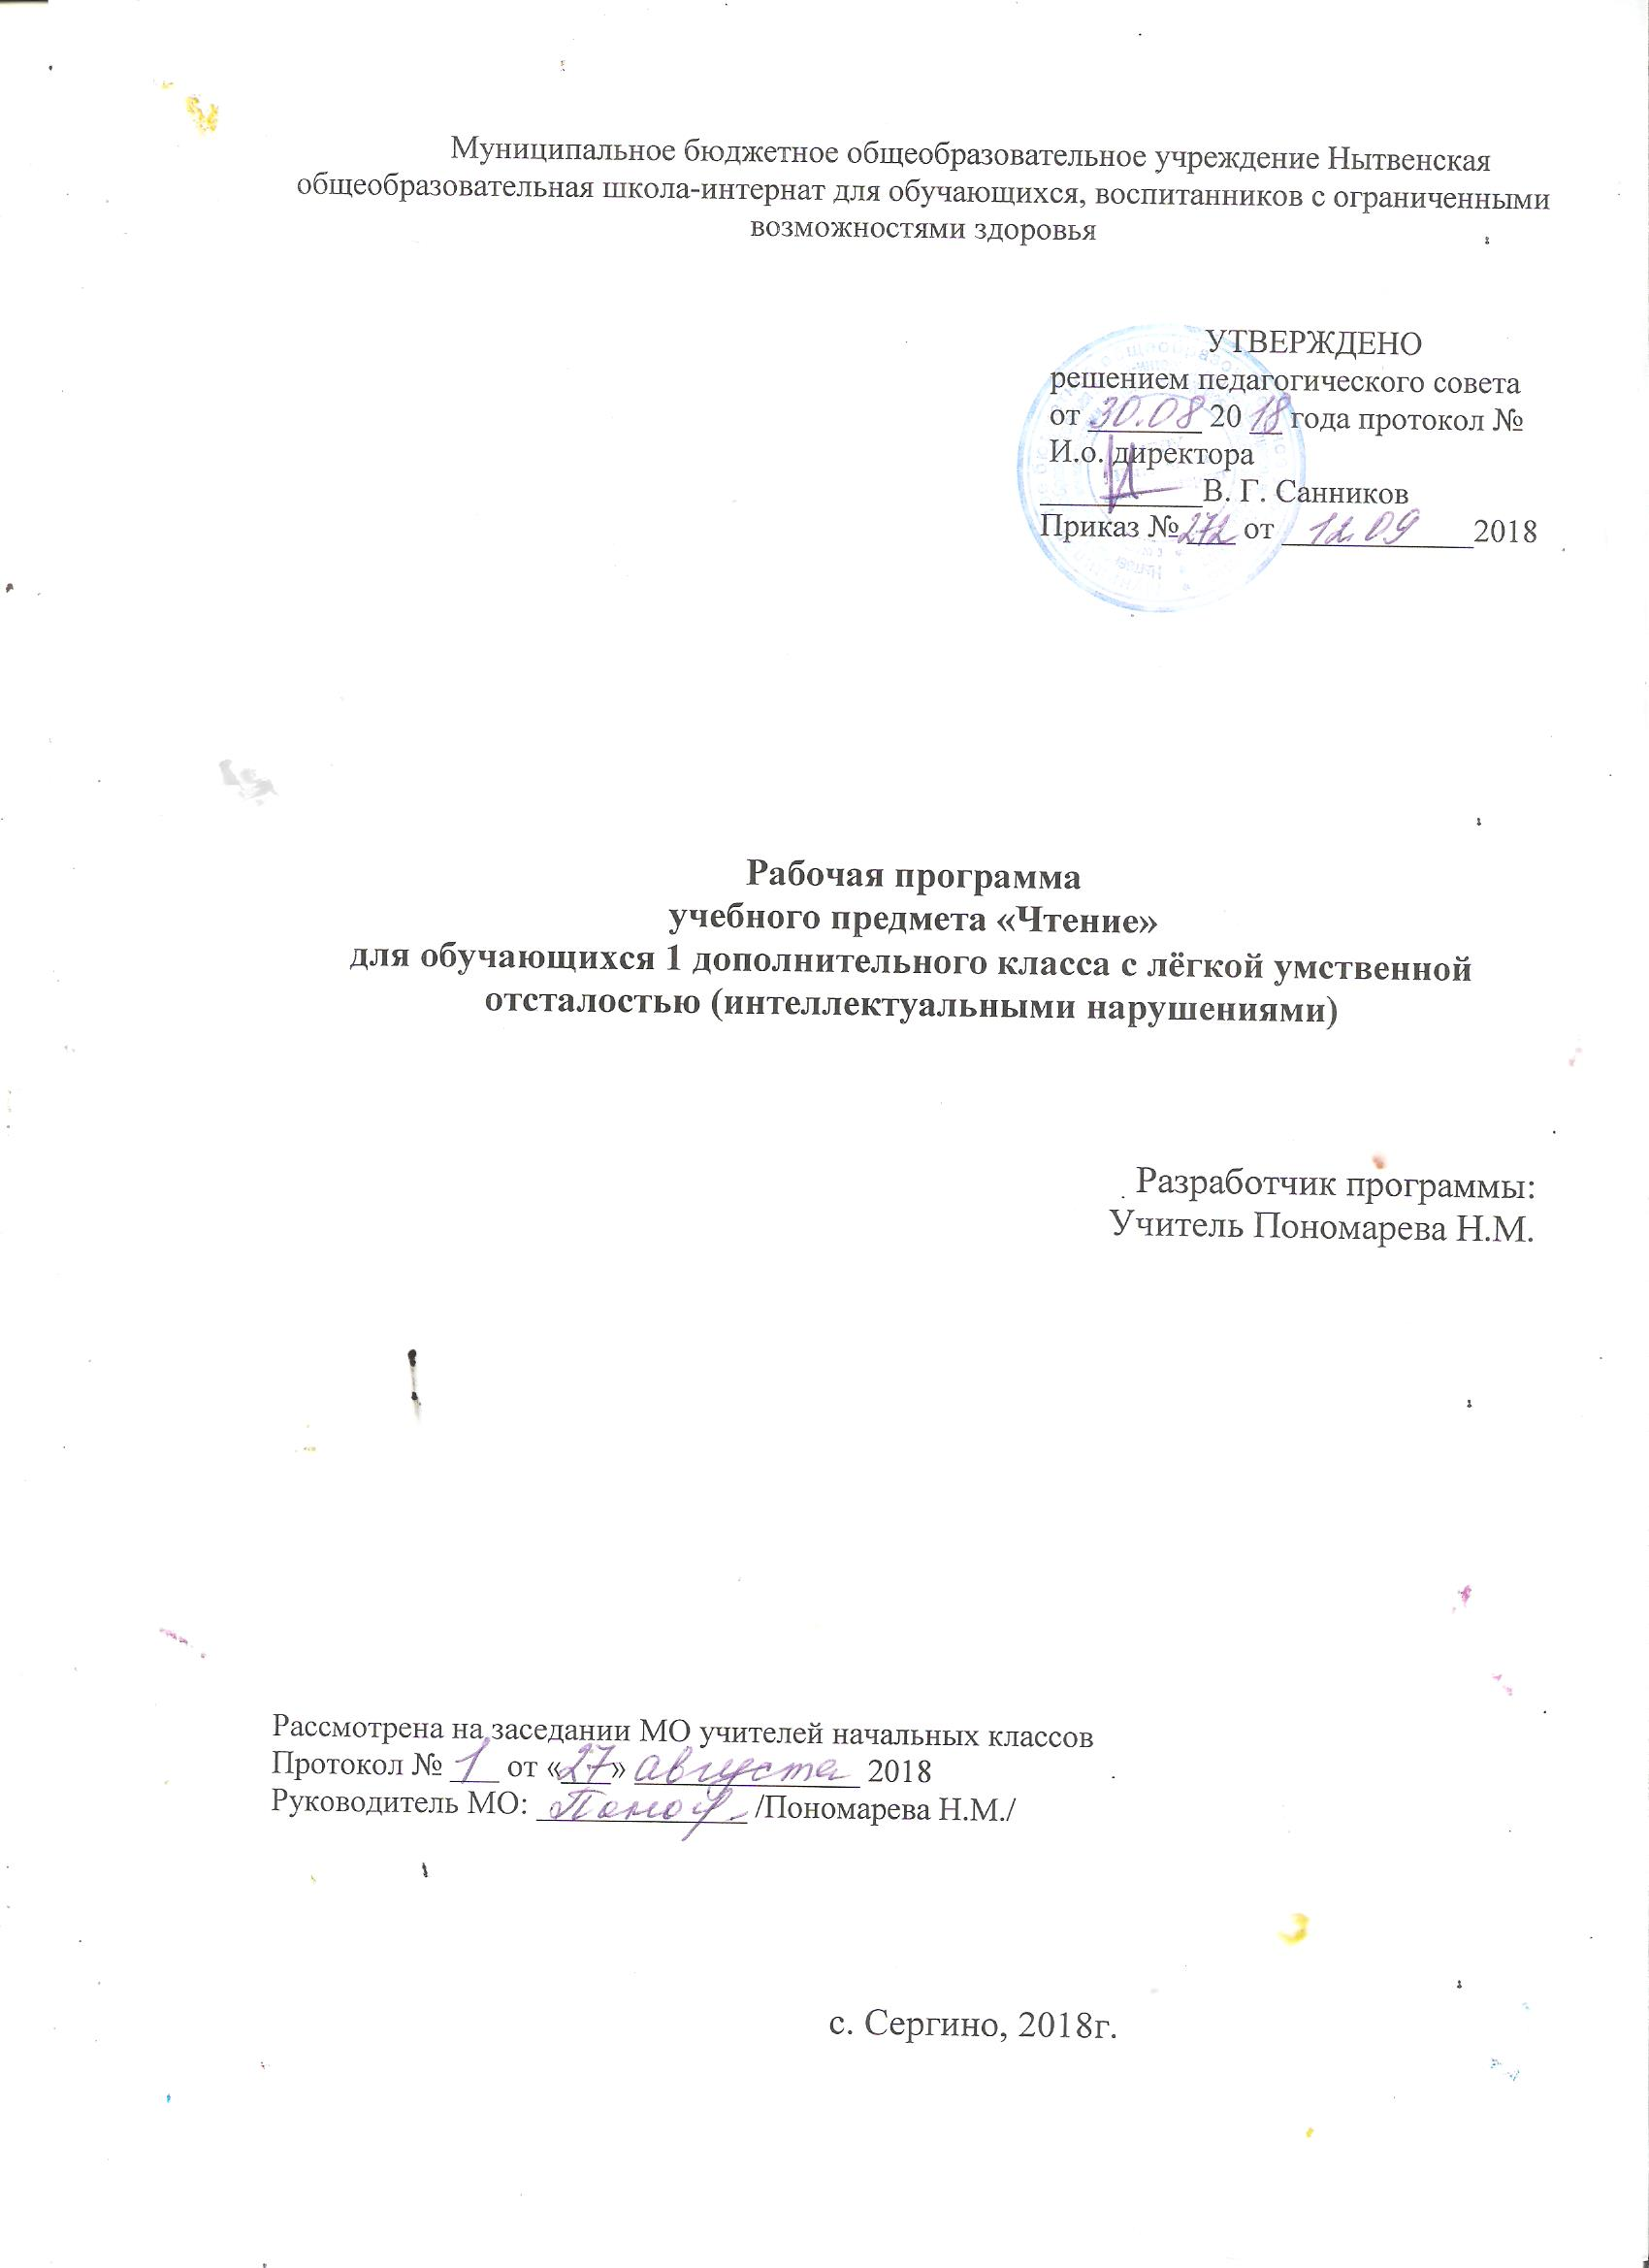 Муниципальное бюджетное общеобразовательное учреждение Нытвенская
общеобразовательная школа-интернат для обучающихся, воспитанников с ограниченными
возможностями здоровья
УТВЕРЖДЕНО
решением педагогического совета
от 30.08 20 18 года протокол №
И.о. директора
____________В. Г. Санников
Приказ № 272 от 12.09 2018
Рабочая программа
учебного предмета «Чтение»
для обучающихся 1 дополнительного класса с лёгкой умственной
отсталостью (интеллектуальными нарушениями)
Разработчик программы:
Учитель Пономарева Н.М.
Рассмотрена на заседании МО учителей начальных классов
Протокол № 1 от «27» августа 2018
Руководитель МО: ______________ /Пономарева Н.М./
с. Сергино, 2018г.